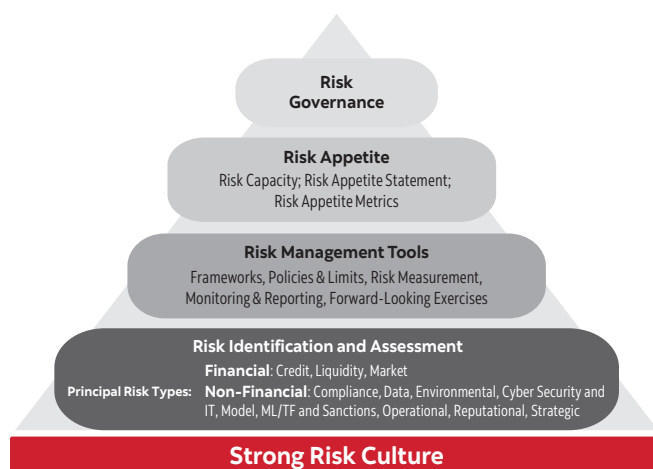 Risk
Governance
Risk Appetite
Risk Capacity; Risk Appetite Statement;
Risk Appetite Metrics
Risk Management Tools
Frameworks, Policies & Limits, Risk Measurement,
Monitoring & Reporting, Forward-Looking Exercises
Risk Identification and Assessment
Financial: Credit, Liquidity, Market
Principal Risk Types: Non-Financial: Compliance, Data, Environmental, Cyber Security and
IT, Model, ML/TF and Sanctions, Operational, Reputational, Strategic
Strong Risk Culture